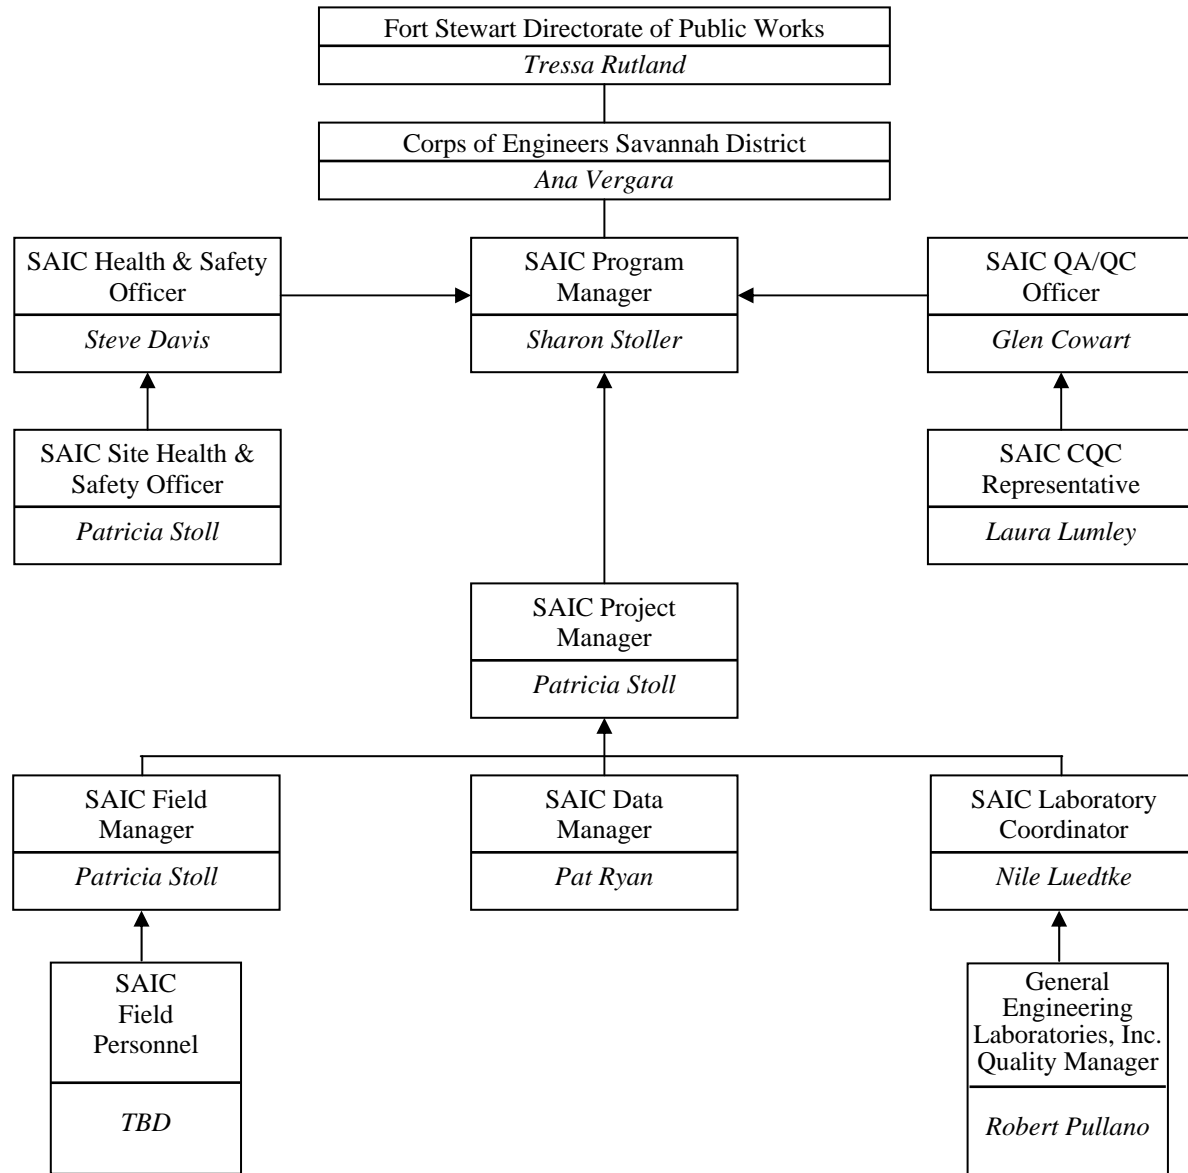 Fort Stewart Directorate of Public Works
Tressa Rutland
Corps of Engineers Savannah District
Ana Vergara
SAIC Health & Safety
Officer
Steve Davis
SAIC Program
Manager
Sharon Stoller
SAIC QA/QC
Officer
Glen Cowart
SAIC Site Health &
Safety Officer
Patricia Stoll
SAIC CQC
Representative
Laura Lumley
SAIC Project
Manager
Patricia Stoll
SAIC Field
Manager
Patricia Stoll
SAIC Data
Manager
Pat Ryan
SAIC Laboratory
Coordinator
Nile Luedtke
SAIC
Field
Personnel
TBD
General
Engineering
Laboratories, Inc.
Quality Manager
Robert Pullano